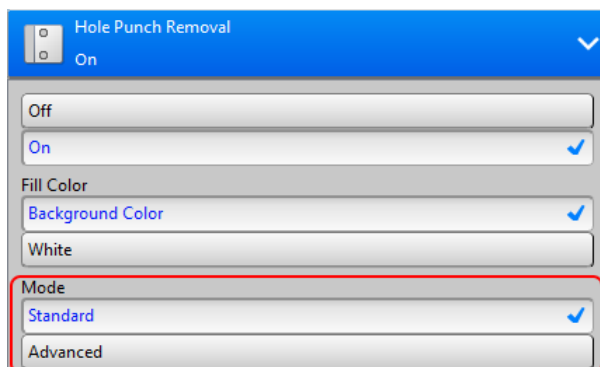 Hole Punch Removal
On
Off
On
Fill Color
Background Color
White
Mode
Standard
Advanced